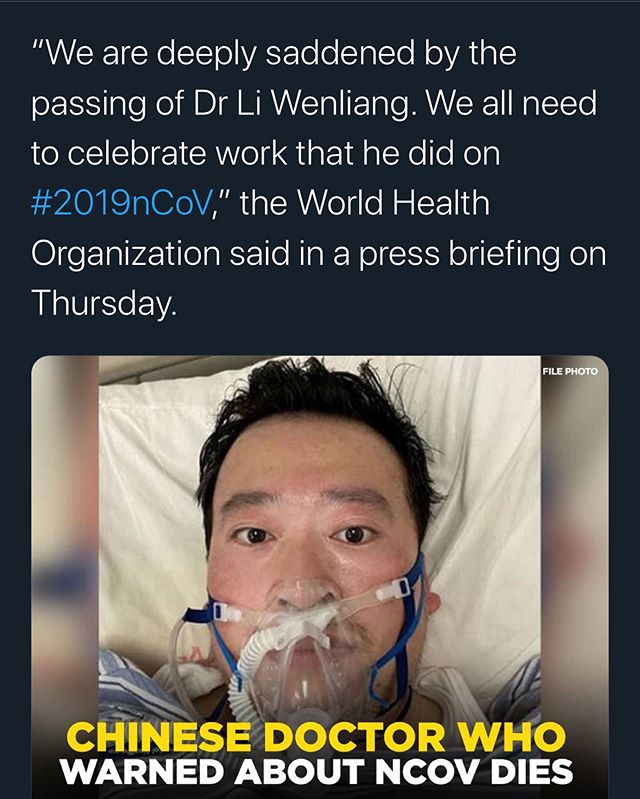 “We are deeply saddened by the
passing of Dr Li Wenliang. We all need
to celebrate work that he did on
#2019nCoV,” the World Health
Organization said in a press briefing on
Thursday.
FILE PHOTO
CHINESE DOCTOR WHO
WARNED ABOUT NCOV DIES